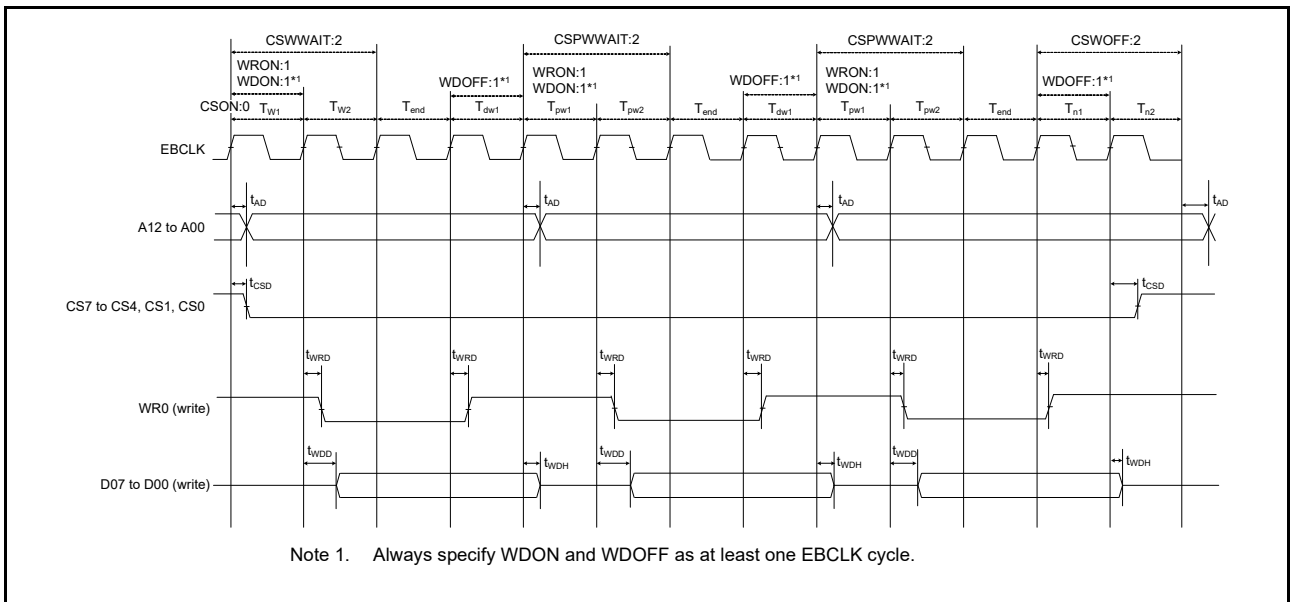 CSWWAIT:2 CSPWWAIT:2 CSPWWAIT:2 CSWOFF:2
WRON:1 WRON:1 WRON:1
WDON:1*1 WDOFF:1*1 WDON:1*1 WDOFF:1*1 WDON:1*1 WDOFF:1*1
CSON:0 TW1 TW2 Tend Tdw1 Tpw1 Tpw2 Tend Tdw1 Tpw1 Tpw2 Tend Tn1 Tn2
EBCLK
tAD tAD tAD tAD
A12 to A00
tCSD tCSD
CS7 to CS4, CS1, CS0
tWRD tWRD tWRD tWRD tWRD tWRD
WR0 (write)
tWDD tWDH tWDD tWDH tWDD tWDH
D07 to D00 (write)
Note 1. Always specify WDON and WDOFF as at least one EBCLK cycle.